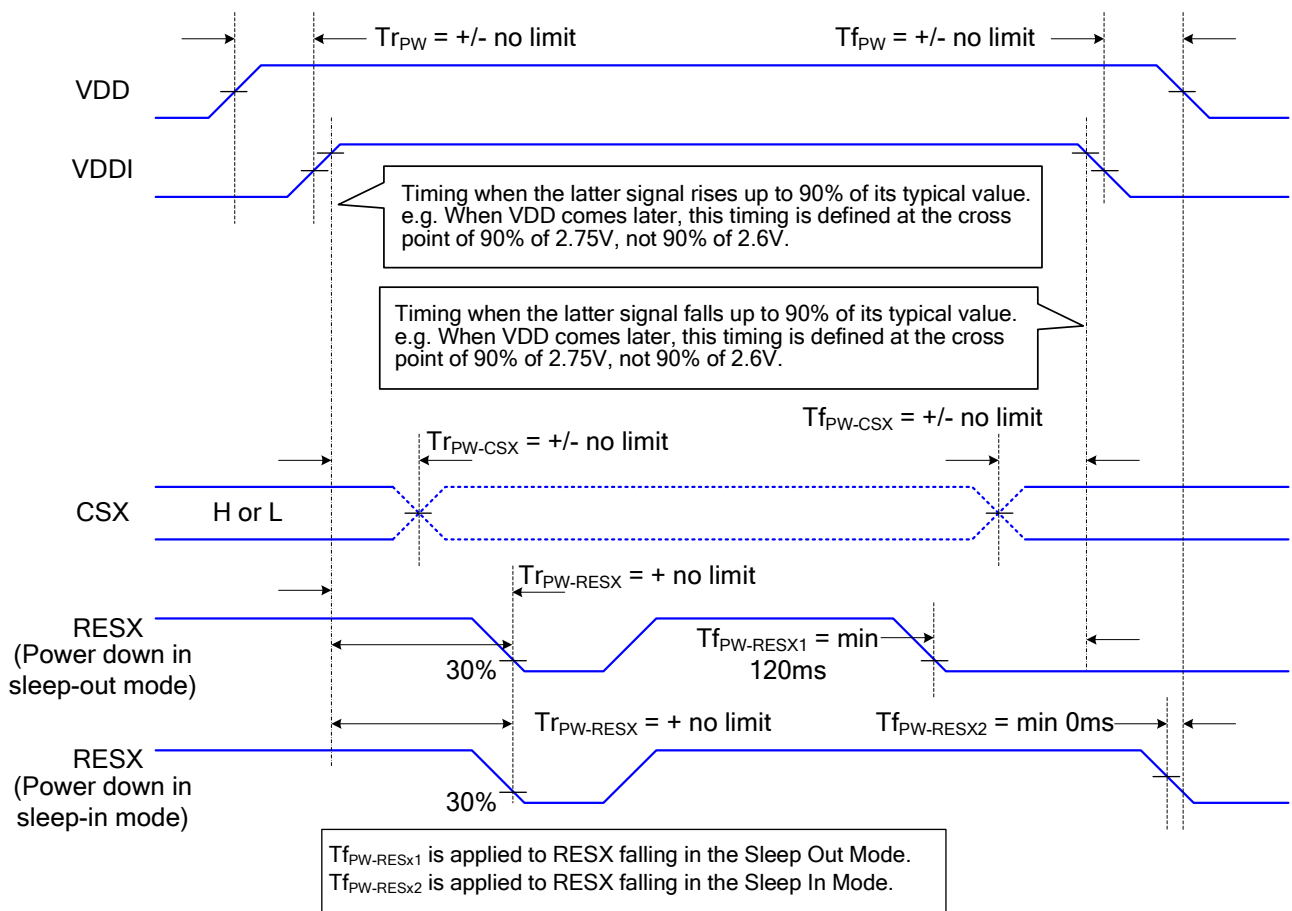 TrPW = +/- no limit
TfPW = +/- no limit
VDD
VDDI
Timing when the latter signal rises up to 90% of its typical value.
e.g. When VDD comes later, this timing is defined at the cross
point of 90% of 2.75V, not 90% of 2.6V.
Timing when the latter signal falls up to 90% of its typical value.
e.g. When VDD comes later, this timing is defined at the cross
point of 90% of 2.75V, not 90% of 2.6V.
TfPW-CSX = +/- no limit
TrPW-CSX = +/- no limit
CSX
H or L
TrPW-RESX = + no limit
RESX
(Power down in
sleep-out mode)
30%
TfPW-RESX1 = min
120ms
TrPW-RESX = + no limit
TfPW-RESX2 = min 0ms
RESX
(Power down in
sleep-in mode)
30%
TfPW-RESx1 is applied to RESX falling in the Sleep Out Mode.
TfPW-RESx2 is applied to RESX falling in the Sleep In Mode.